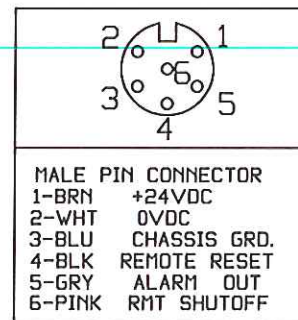 2 1
6
3 5
4
MALE PIN CONNECTOR
1-BRN +24VDC
2-WHT 0VDC
3-BLU CHASSIS GRD.
4-BLK REMOTE RESET
5-GRY ALARM OUT
6-PINK RMT SHUTOFF